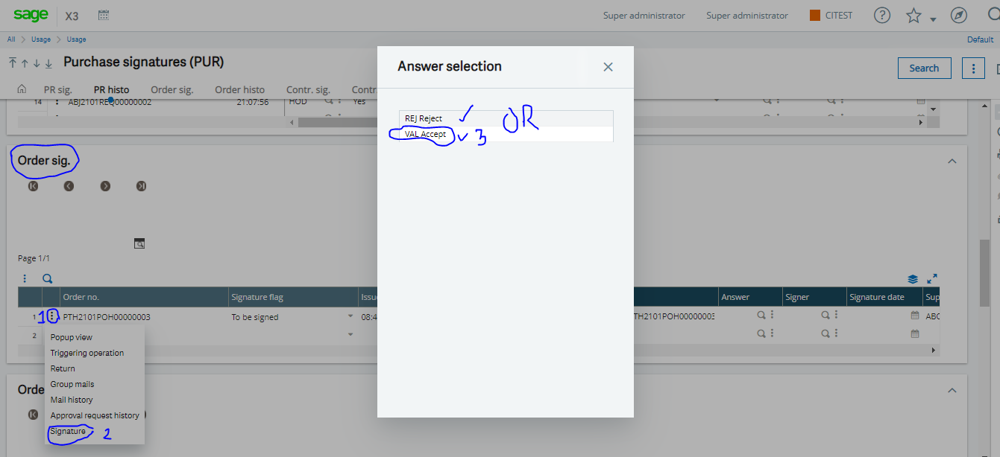 sage X3 Super administrator Super administrator CITEST ?
All Usage Usage Default
Purchase signatures (PUR)
Search
PR sig. PR histo Order sig. Order histo Contr. sig. Contr
14 ABJ2101REQ00000002 21:07:56 HOD Yes
Answer selection
REJ Reject
OR
VAL Accept 3
Order sig.
Page 1/1
Order no. Signature flag Issu Answer Signer Signature date Sup
1 1 PTH2101POH00000003 To be signed 08:4 TH2101POH00000003 ABC
2
Popup view
Triggering operation
Return
Group mails
Mail history
Approval request history
Signature 2
Orde